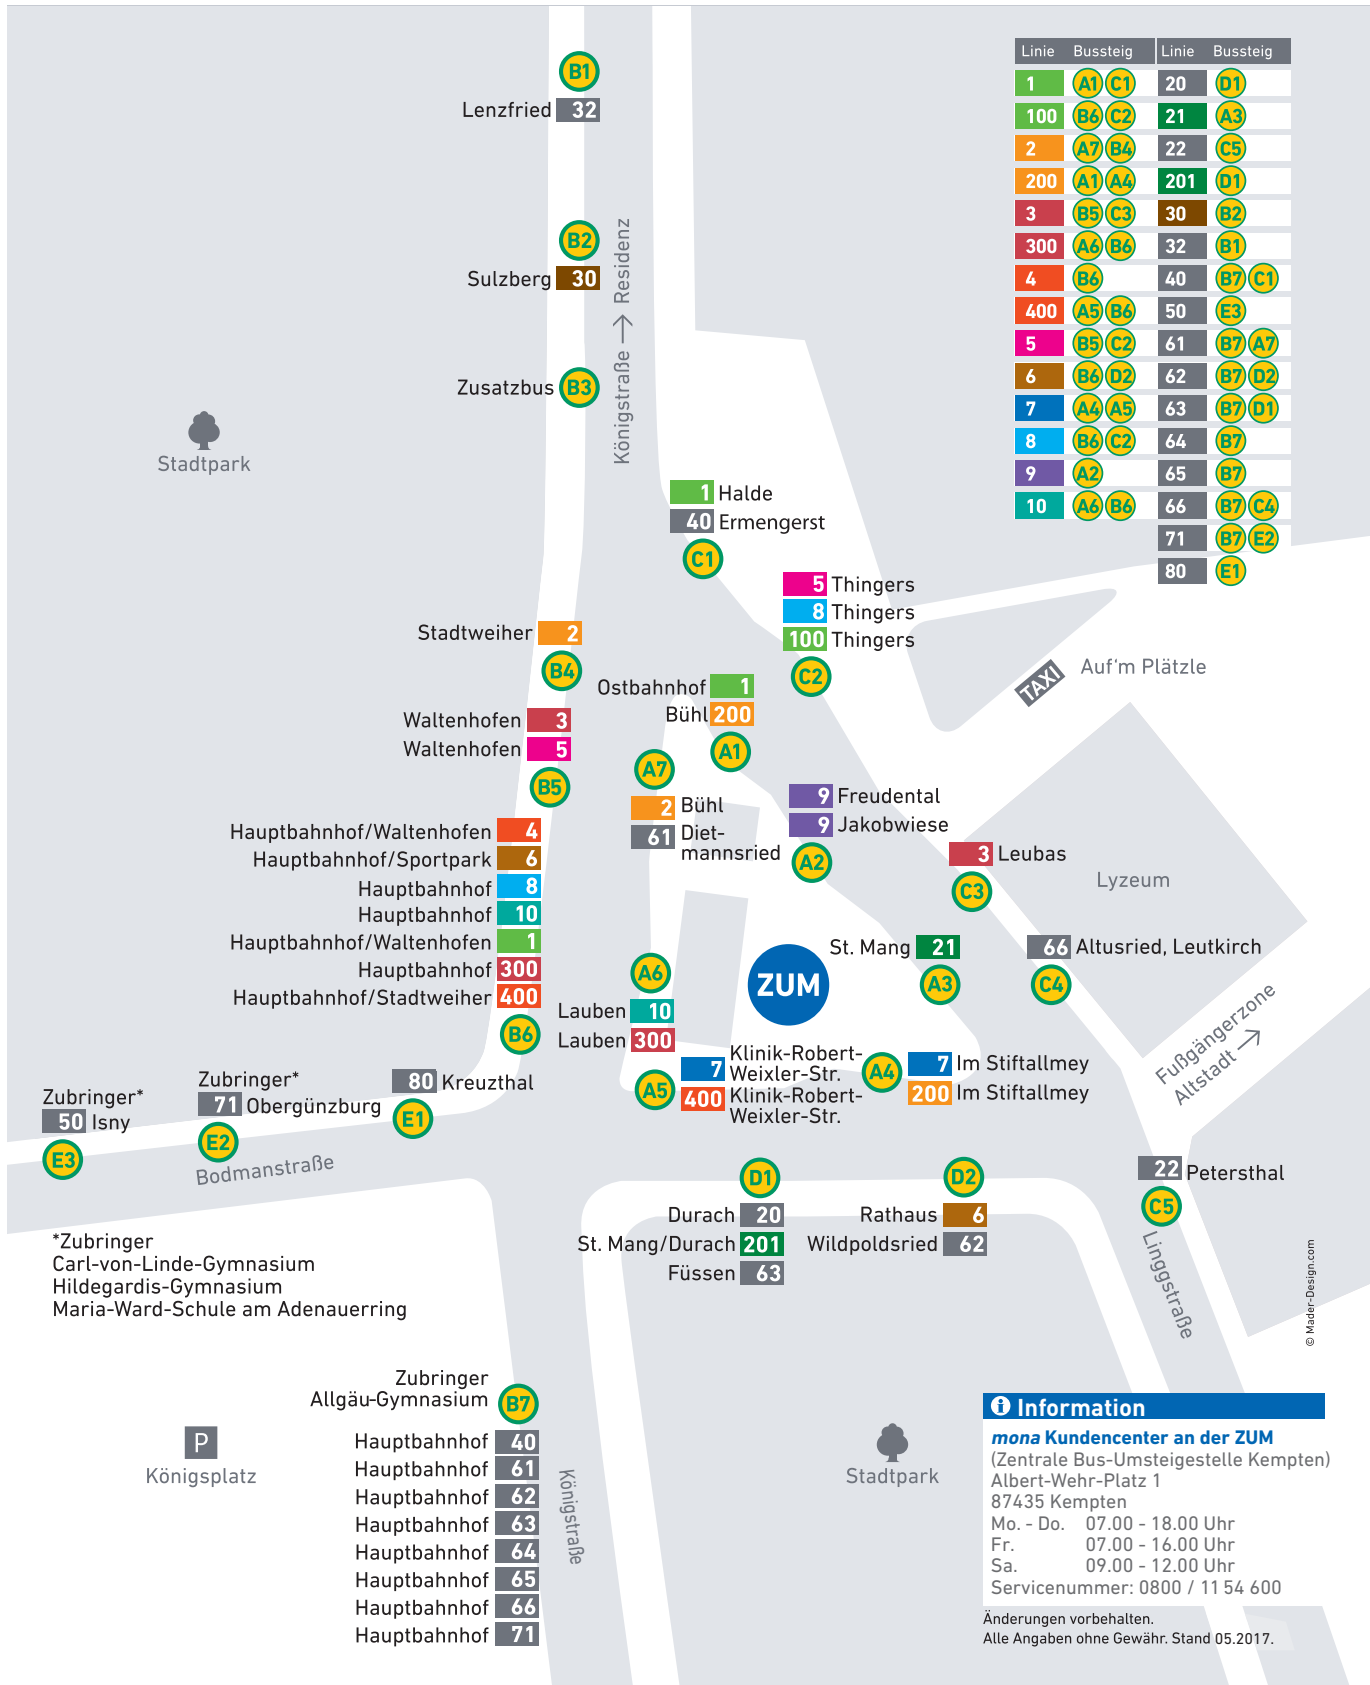 B1
Lenzfried 32
B2
Sulzberg 30
Zusatzbus B3
Königstraße → Residenz
Stadtpark
Linie Bussteig Linie Bussteig
1 A1 C1 20 D1
100 B6 C2 21 A3
2 A7 B4 22 C5
200 A1 A4 201 D1
3 B5 C3 30 B2
300 A6 B6 32 B1
4 B6 40 B7 C1
400 A5 B6 50 E3
5 B5 C2 61 B7 A7
6 B6 D2 62 B7 D2
7 A4 A5 63 B7 D1
8 B6 C2 64 B7
9 A2 65 B7
10 A6 B6 66 B7 C4
71 B7 E2
80 E1
1 Halde
40 Ermengerst
C1
5 Thingers
8 Thingers
100 Thingers
C2
TAXI
Auf'm Plätzle
Stadtweiher 2
B4
Ostbahnhof 1
Bühl 200
A1
Waltenhofen 3
Waltenhofen 5
B5
A7
2 Bühl
61 Diet-
mannsried
9 Freudental
9 Jakobwiese
A2
3 Leubas
C3
Lyzeum
Hauptbahnhof/Waltenhofen 4
Hauptbahnhof/Sportpark 6
Hauptbahnhof 8
Hauptbahnhof 10
Hauptbahnhof/Waltenhofen 1
Hauptbahnhof 300
Hauptbahnhof/Stadtweiher 400
B6
St. Mang 21
A3
66 Altusried, Leutkirch
C4
ZUM
A6
Lauben 10
Lauben 300
A5
7 Klinik-Robert-
Weixler-Str.
400 Klinik-Robert-
Weixler-Str.
A4
7 Im Stiftallmey
200 Im Stiftallmey
Fußgängerzone
Altstadt →
80 Kreuzthal
E1
Zubringer*
71 Obergünzburg
E2
Zubringer*
50 Isny
E3
Bodmanstraße
D1
Durach 20
St. Mang/Durach 201
Füssen 63
D2
Rathaus 6
Wildpoldsried 62
22 Petersthal
C5
Linggstraße
*Zubringer
Carl-von-Linde-Gymnasium
Hildegardis-Gymnasium
Maria-Ward-Schule am Adenauerring
© Mader-Design.com
Zubringer
Allgäu-Gymnasium
B7
Hauptbahnhof 40
Hauptbahnhof 61
Hauptbahnhof 62
Hauptbahnhof 63
Hauptbahnhof 64
Hauptbahnhof 65
Hauptbahnhof 66
Hauptbahnhof 71
P
Königsplatz
Königstraße
Stadtpark
i Information
mona Kundencenter an der ZUM
(Zentrale Bus-Umsteigestelle Kempten)
Albert-Wehr-Platz 1
87435 Kempten
Mo. - Do. 07.00 - 18.00 Uhr
Fr. 07.00 - 16.00 Uhr
Sa. 09.00 - 12.00 Uhr
Servicenummer: 0800 / 11 54 600
Änderungen vorbehalten.
Alle Angaben ohne Gewähr. Stand 05.2017.